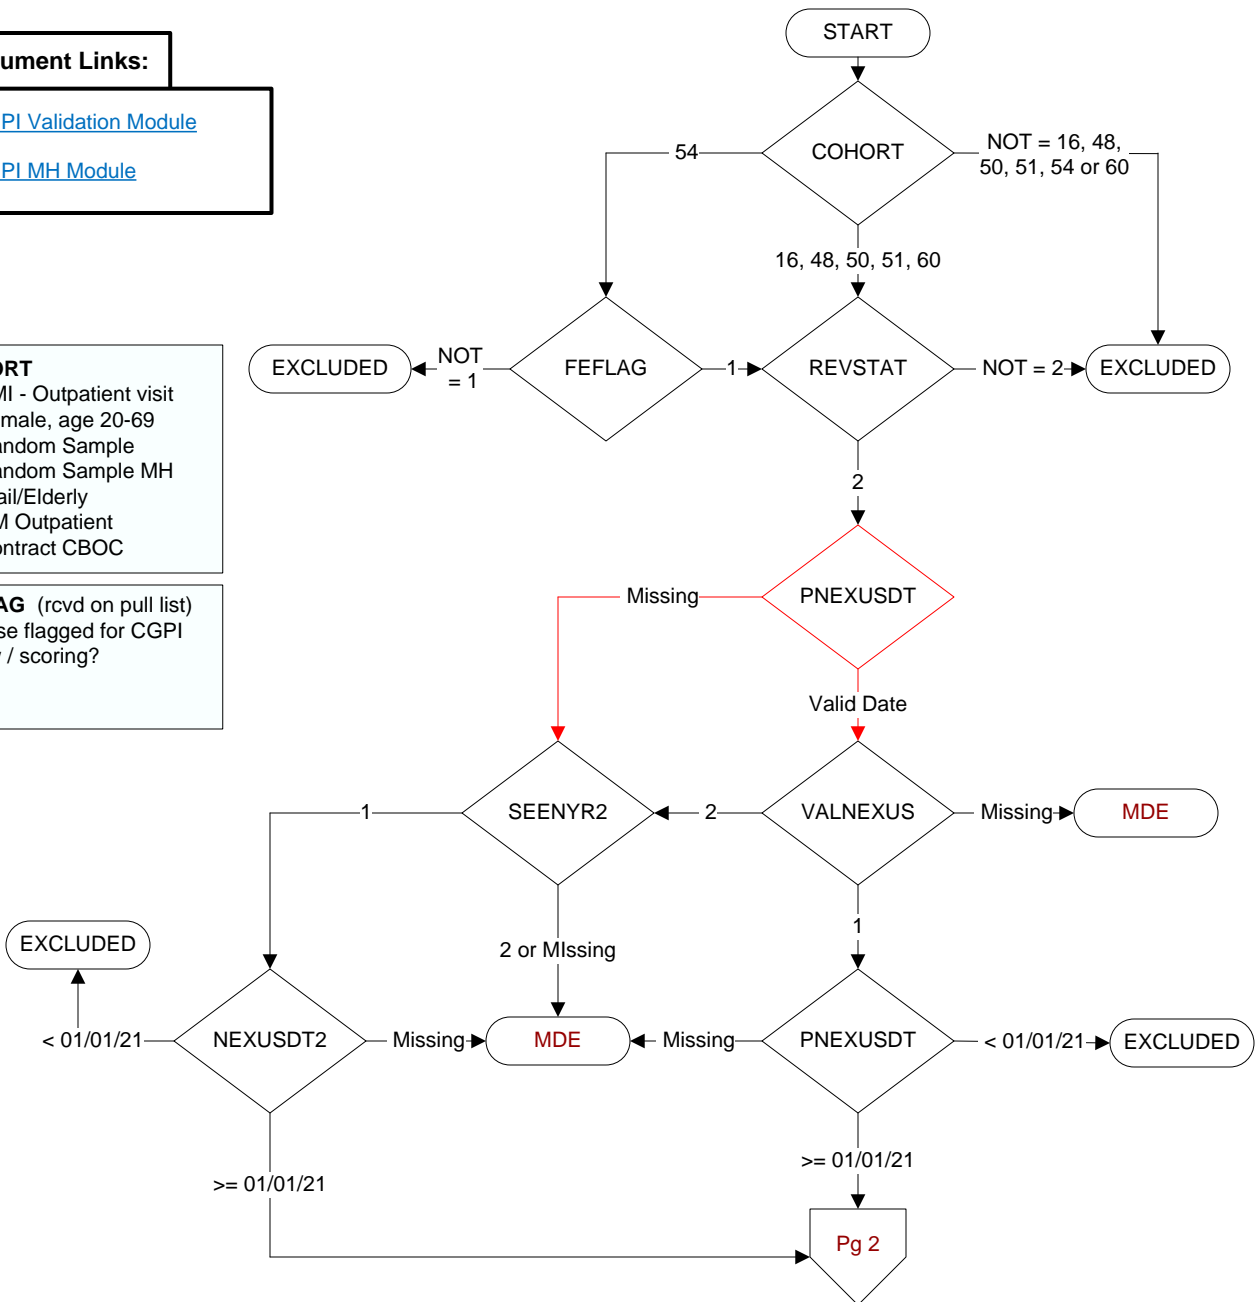 START
ument Links:
PI Validation Module
PI MH Module
COHORT
54
NOT = 16, 48,
50, 51, 54 or 60
16, 48, 50, 51, 60
ORT
MI - Outpatient visit
male, age 20-69
andom Sample
andom Sample MH
ail/Elderly
M Outpatient
ontract CBOC
EXCLUDED
NOT
= 1
FEFLAG
1
REVSTAT
NOT = 2
EXCLUDED
2
AG (rcvd on pull list)
se flagged for CGPI
/ scoring?
Missing
PNEXUSDT
Valid Date
1
SEENYR2
2
VALNEXUS
Missing
MDE
1
EXCLUDED
2 or MIssing
< 01/01/21
NEXUSDT2
Missing
MDE
Missing
PNEXUSDT
< 01/01/21
EXCLUDED
>= 01/01/21
>= 01/01/21
Pg 2